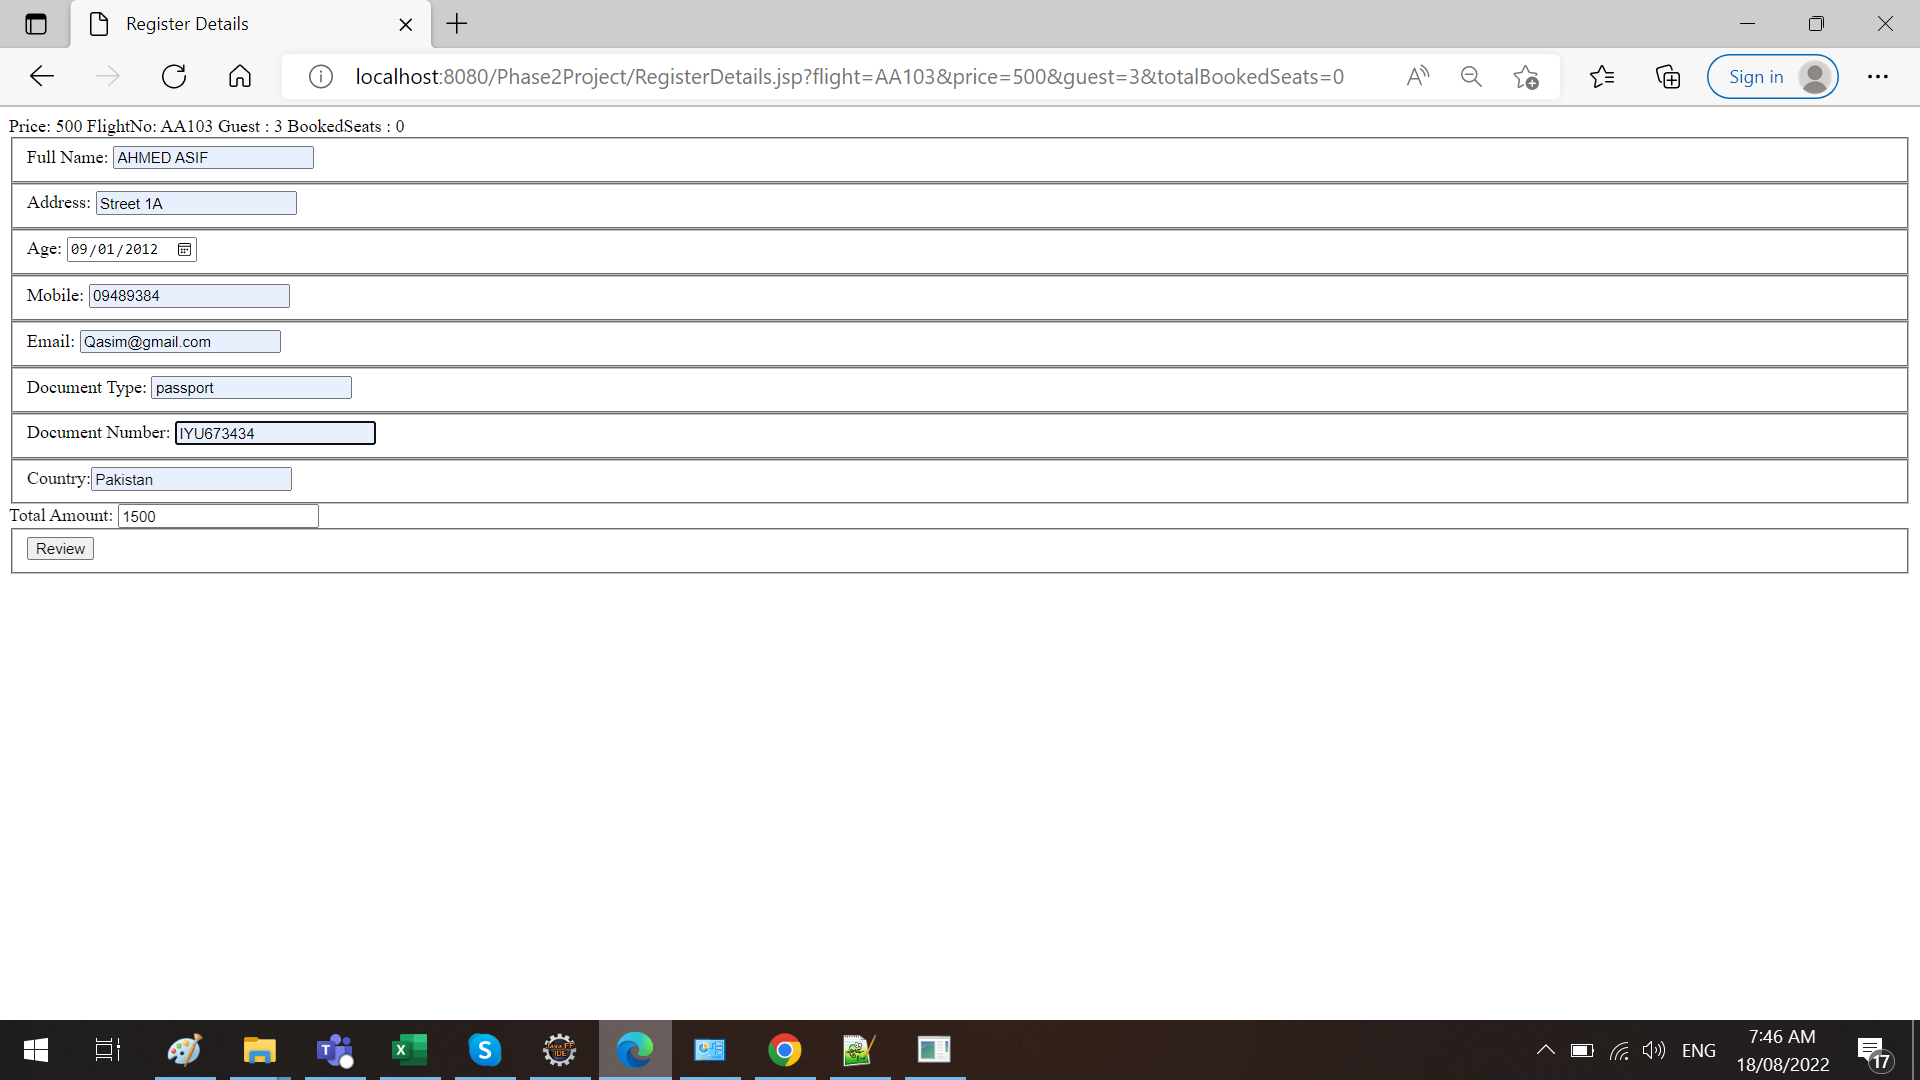 Register Details
localhost:8080/Phase2Project/RegisterDetails.jsp?flight=AA103&price=500&guest=3&totalBookedSeats=0
Sign in
Price: 500 FlightNo: AA103 Guest : 3 BookedSeats : 0
Full Name: AHMED ASIF
Address: Street 1A
Age: 09/01/2012
Mobile: 09489384
Email: Qasim@gmail.com
Document Type: passport
Document Number: IYU673434
Country: Pakistan
Total Amount: 1500
Review
ENG
7:46 AM
18/08/2022
17